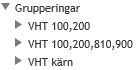 Grupperingar
VHT 100,200
VHT 100,200,810,900
VHT kärn